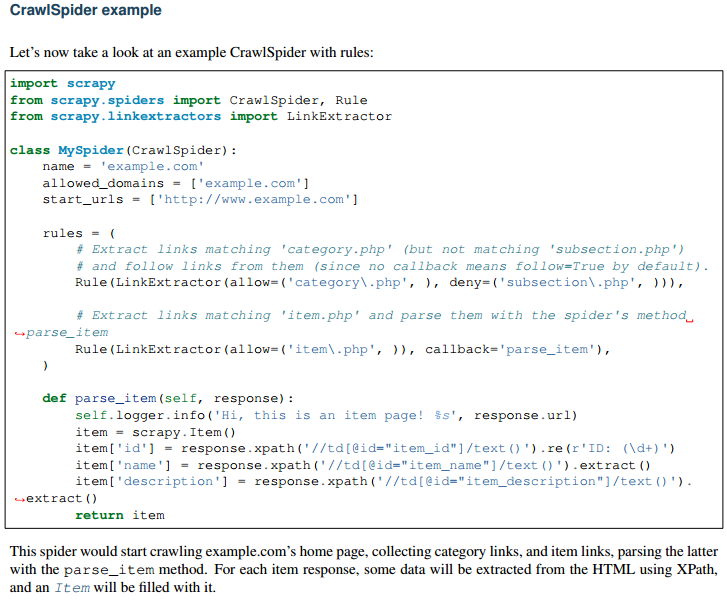 CrawlSpider example
Let's now take a look at an example CrawlSpider with rules:
import scrapy
from scrapy.spiders import CrawlSpider, Rule
from scrapy.linkextractors import LinkExtractor
class MySpider(CrawlSpider):
    name = 'example.com'
    allowed_domains = ['example.com']
    start_urls = ['http://www.example.com']
    rules = (
        # Extract links matching 'category.php' (but not matching 'subsection.php')
        # and follow links from them (since no callback means follow=True by default).
        Rule(LinkExtractor(allow=('category\.php', ), deny=('subsection\.php', ))),
        # Extract links matching 'item.php' and parse them with the spider's method␣
↪parse_item
        Rule(LinkExtractor(allow=('item\.php', )), callback='parse_item'),
    )
    def parse_item(self, response):
        self.logger.info('Hi, this is an item page! %s', response.url)
        item = scrapy.Item()
        item['id'] = response.xpath('//td[@id="item_id"]/text()').re(r'ID: (\d+)')
        item['name'] = response.xpath('//td[@id="item_name"]/text()').extract()
        item['description'] = response.xpath('//td[@id="item_description"]/text()').
↪extract()
        return item
This spider would start crawling example.com's home page, collecting category links, and item links, parsing the latter
with the parse_item method. For each item response, some data will be extracted from the HTML using XPath,
and an Item will be filled with it.